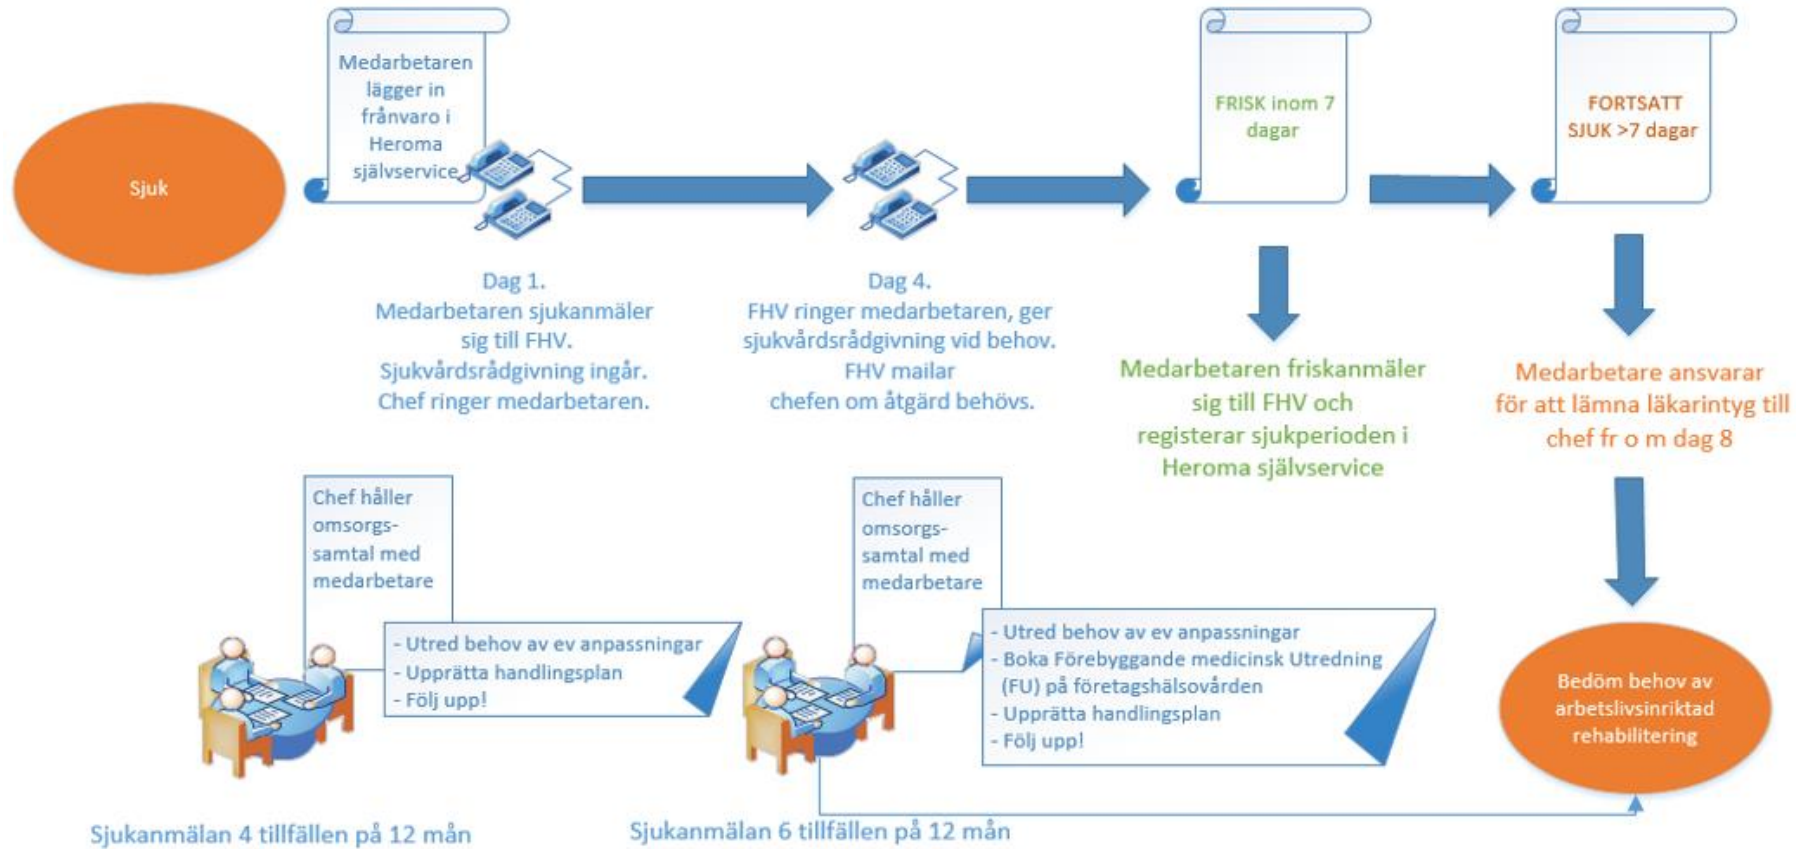 Sjuk
Medarbetaren
lägger in
frånvaro i
Heroma
självservice
Dag 1.
Medarbetaren sjukanmäler
sig till FHV.
Sjukvårdsrådgivning ingår.
Chef ringer medarbetaren.
Dag 4.
FHV ringer medarbetaren, ger
sjukvårdsrådgivning vid behov.
FHV mailar
chefen om åtgärd behövs.
FRISK inom 7
dagar
Medarbetaren friskanmäler
sig till FHV och
registerar sjukperioden i
Heroma självservice
FORTSATT
SJUK >7 dagar
Medarbetare ansvarar
för att lämna läkarintyg till
chef fr o m dag 8
Bedöm behov av
arbetslivsinriktad
rehabilitering
Chef håller
omsorgs-
samtal med
medarbetare
- Utred behov av ev anpassningar
- Upprätta handlingsplan
- Följ upp!
Sjukanmälan 4 tillfällen på 12 mån
Chef håller
omsorgs-
samtal med
medarbetare
- Utred behov av ev anpassningar
- Boka Förebyggande medicinsk Utredning
(FU) på företagshälsovården
- Upprätta handlingsplan
- Följ upp!
Sjukanmälan 6 tillfällen på 12 mån